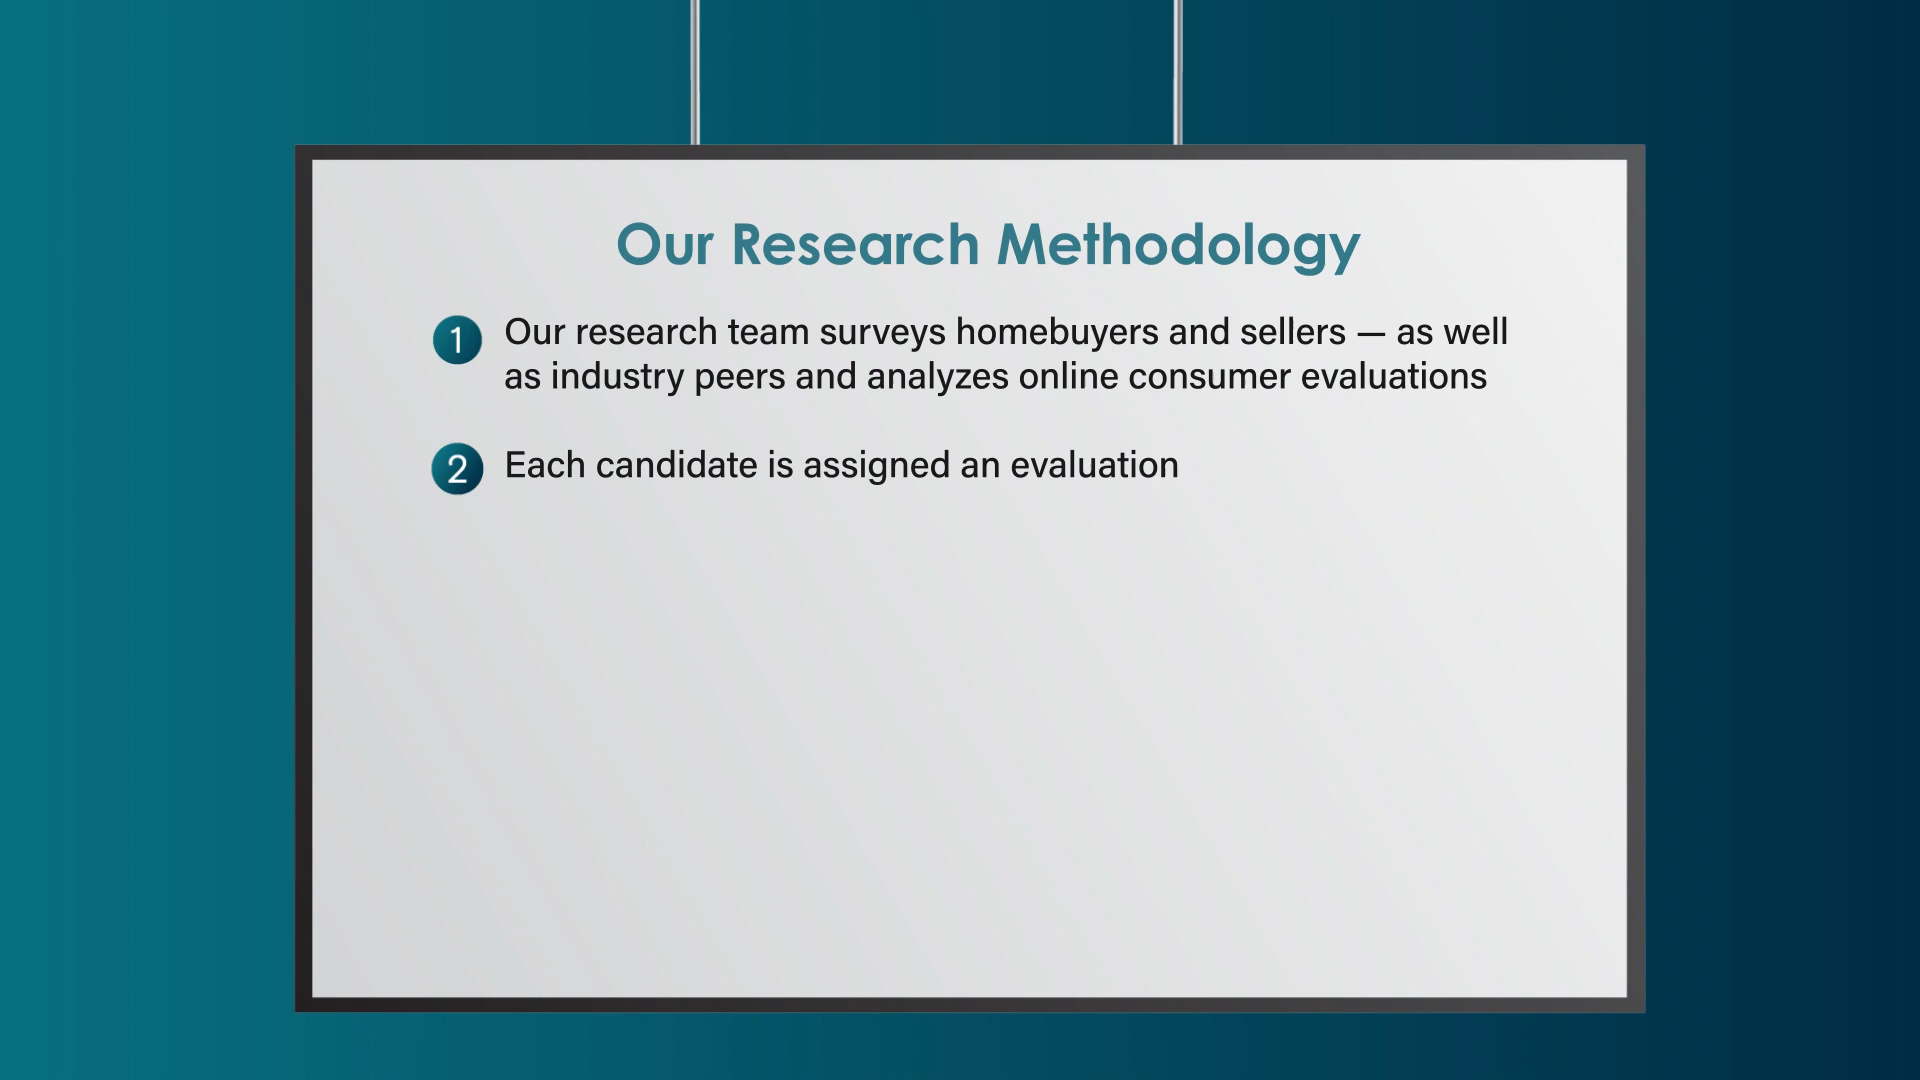 Our Research Methodology
1 Our research team surveys homebuyers and sellers — as well
as industry peers and analyzes online consumer evaluations
2 Each candidate is assigned an evaluation